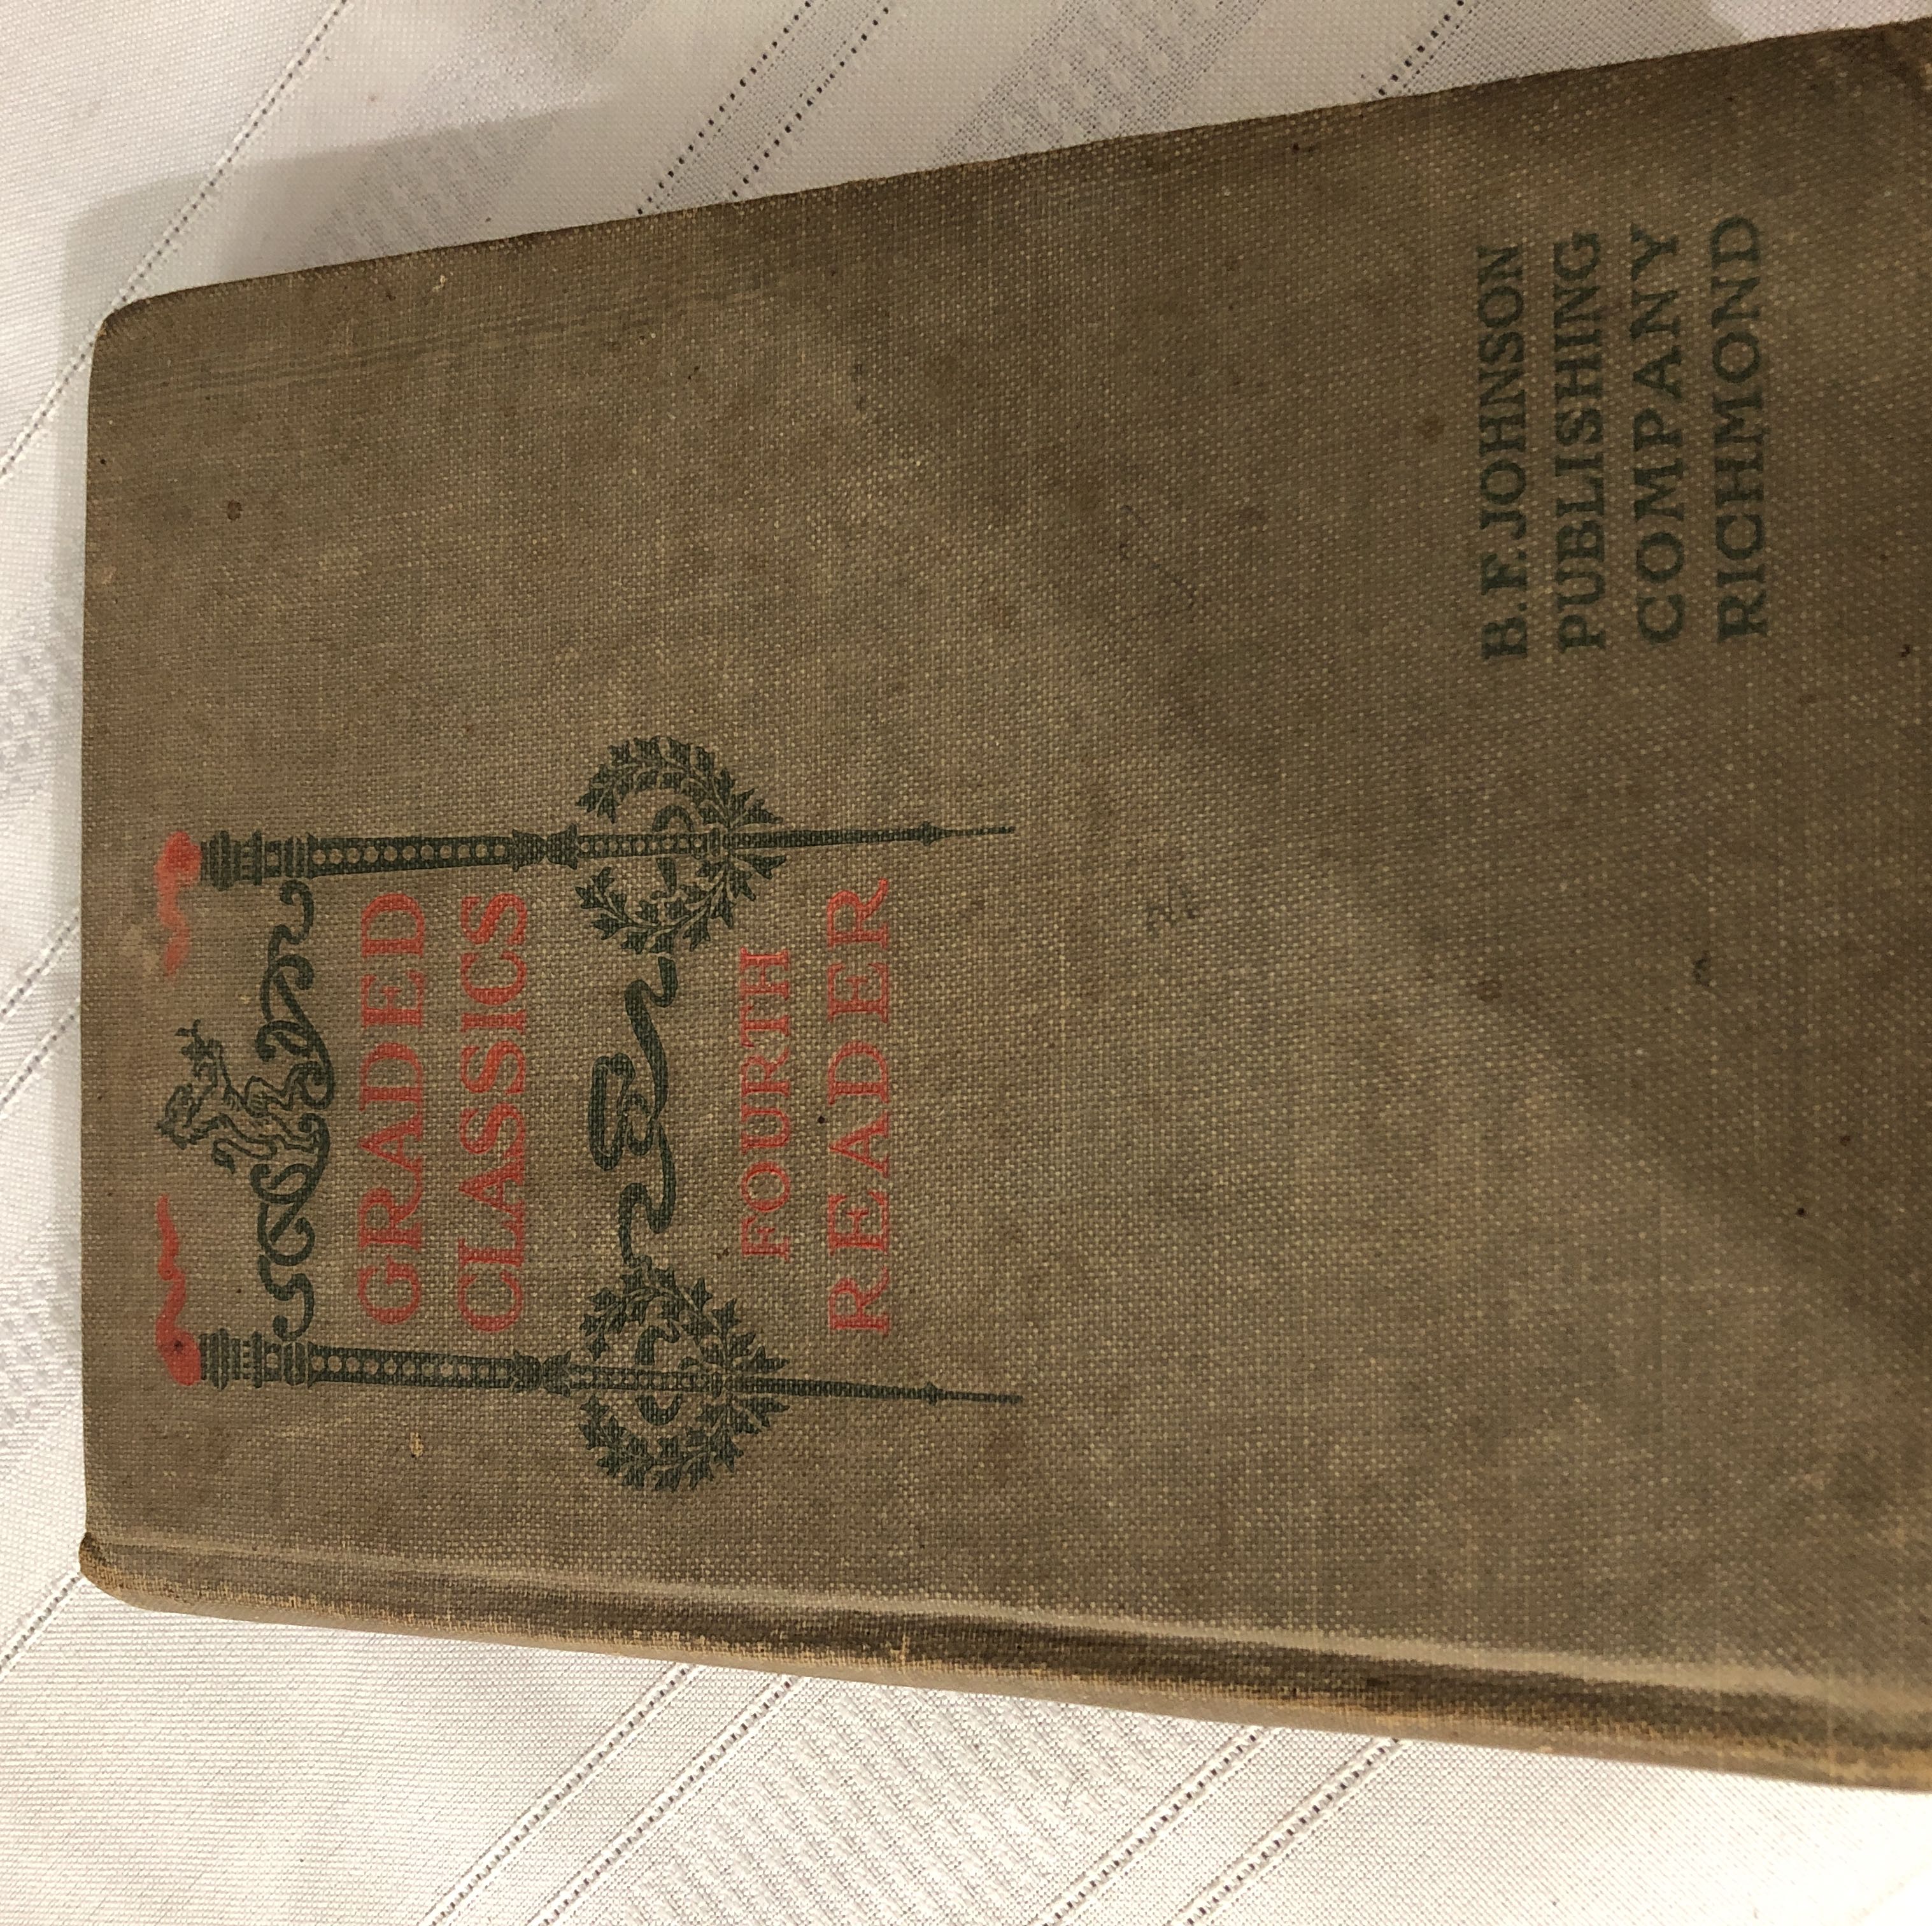 GRADED
CLASSICS
FOURTH
READER
B.F. JOHNSON
PUBLISHING
COMPANY
RICHMOND